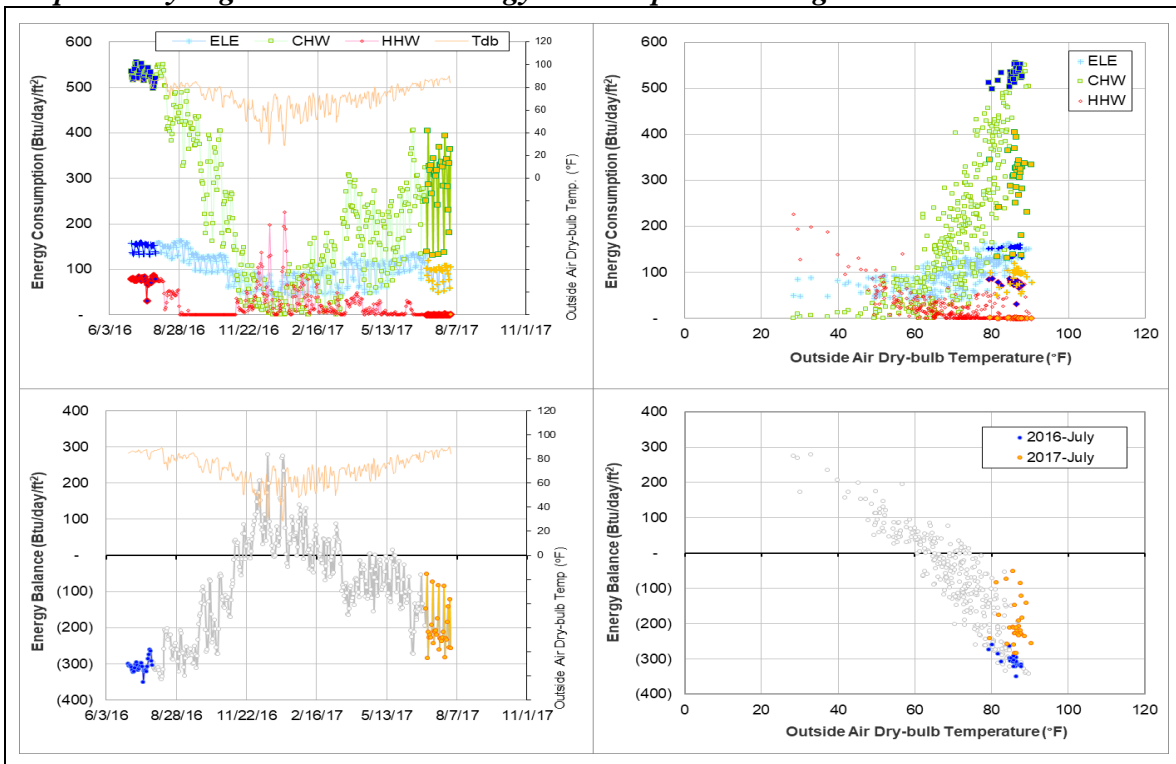 ELE CHW HHW Tdb
600
500
400
300
200
100
-
Energy Consumption (Btu/day/ft²)
120
100
80
60
40
20
0
Outside Air Dry-bulb Temp. (°F)
6/3/16 8/28/16 11/22/16 2/16/17 5/13/17 8/7/17 11/1/17
ELE
CHW
HHW
600
500
400
300
200
100
-
Energy Consumption (Btu/day/ft²)
0 20 40 60 80 100 120
Outside Air Dry-bulb Temperature (°F)
400
300
200
100
-
(100)
(200)
(300)
(400)
Energy Balance (Btu/day/ft²)
120
100
80
60
40
20
0
Outside Air Dry-bulb Temp (°F)
6/3/16 8/28/16 11/22/16 2/16/17 5/13/17 8/7/17 11/1/17
2016-July
2017-July
400
300
200
100
-
(100)
(200)
(300)
(400)
Energy Balance (Btu/day/ft²)
0 20 40 60 80 100 120
Outside Air Dry-bulb Temperature (°F)